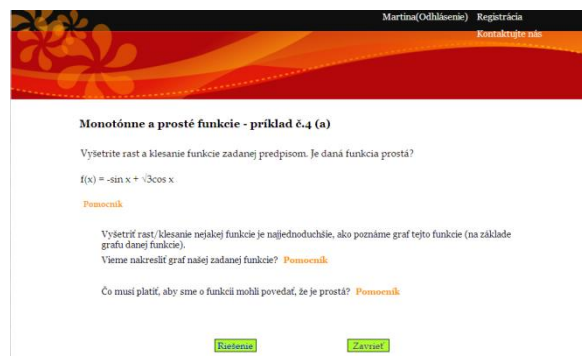 Martina(Odhlásenie) Registrácia
Kontaktujte nás
Monotónne a prosté funkcie - príklad č.4 (a)
Vyšetrite rast a klesanie funkcie zadanej predpisom. Je daná funkcia prostá?
f(x) = -sin x + √3cos x
Pomocník
Vyšetriť rast/klesanie nejakej funkcie je najjednoduchšie, ako poznáme graf tejto funkcie (na základe
grafu danej funkcie).
Vieme nakresliť graf našej zadanej funkcie? Pomocník
Čo musí platiť, aby sme o funkcii mohli povedať, že je prostá? Pomocník
Riešenie Zavrieť